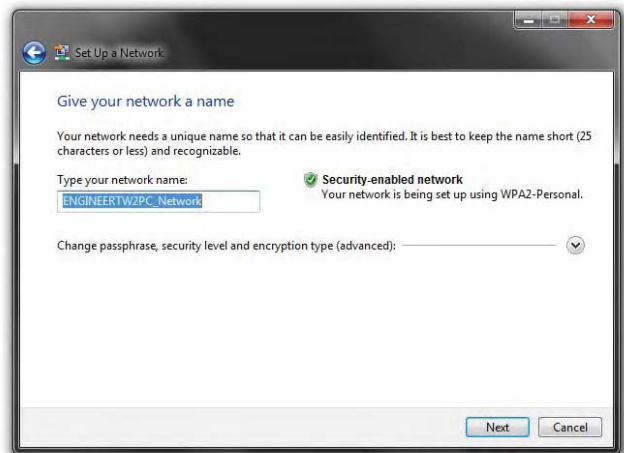 Set Up a Network
Give your network a name
Your network needs a unique name so that it can be easily identified. It is best to keep the name short (25
characters or less) and recognizable.
Type your network name:
ENGINEERTW2PC_Network
Security-enabled network
Your network is being set up using WPA2-Personal.
Change passphrase, security level and encryption type (advanced):
Next
Cancel